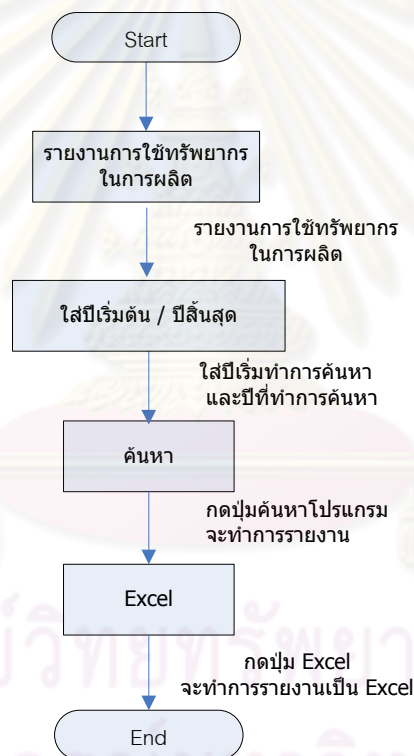 Start
รายงานการใช้ทรัพยากร
ในการผลิต
รายงานการใช้ทรัพยากร
ในการผลิต
ใส่ปีเริ่มต้น / ปีสิ้นสุด
ใส่ปีเริ่มทำการค้นหา
และปีที่ทำการค้นหา
ค้นหา
กดปุ่มค้นหาโปรแกรม
จะทำการรายงาน
Excel
กดปุ่ม Excel
จะทำการรายงานเป็น Excel
End